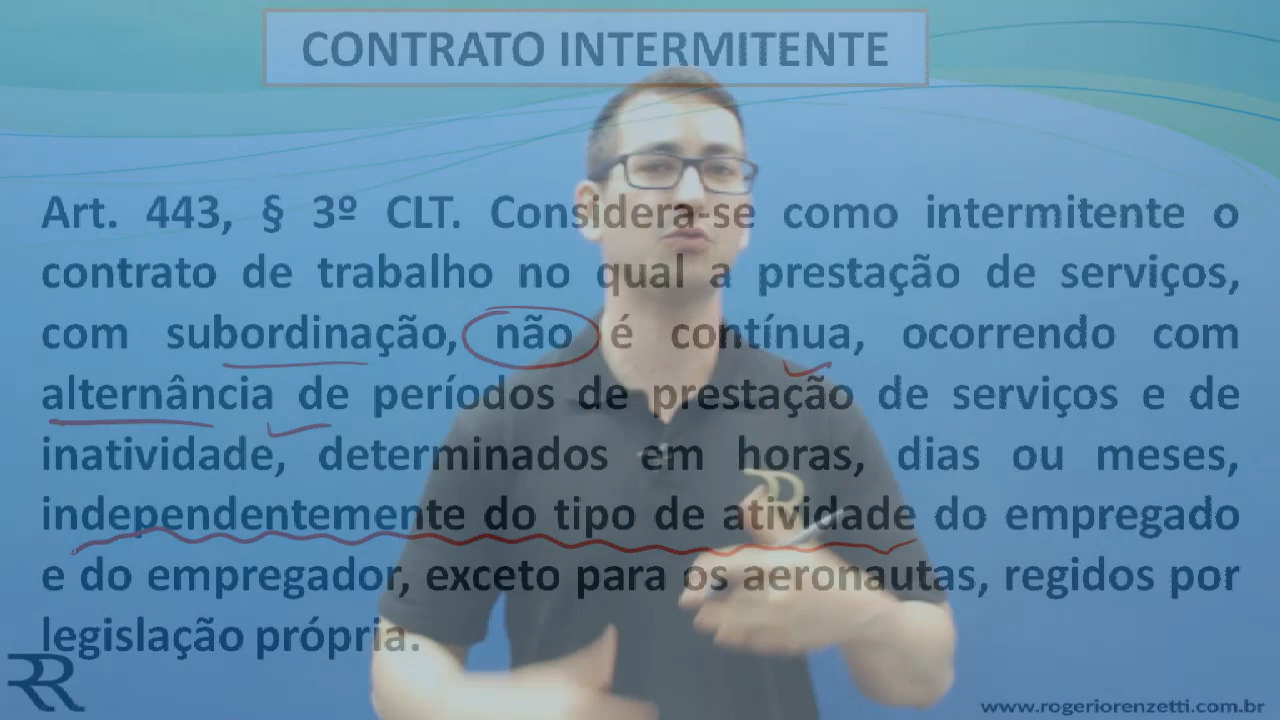 CONTRATO INTERMITENTE
Art. 443, § 3º CLT. Considera-se como intermitente o
contrato de trabalho no qual a prestação de serviços,
com subordinação, não é contínua, ocorrendo com
alternância de períodos de prestação de serviços e de
inatividade, determinados em horas, dias ou meses,
independentemente do tipo de atividade do empregado
e do empregador, exceto para os aeronautas, regidos por
legislação própria.
RR
www.rogeriorenzetti.com.br